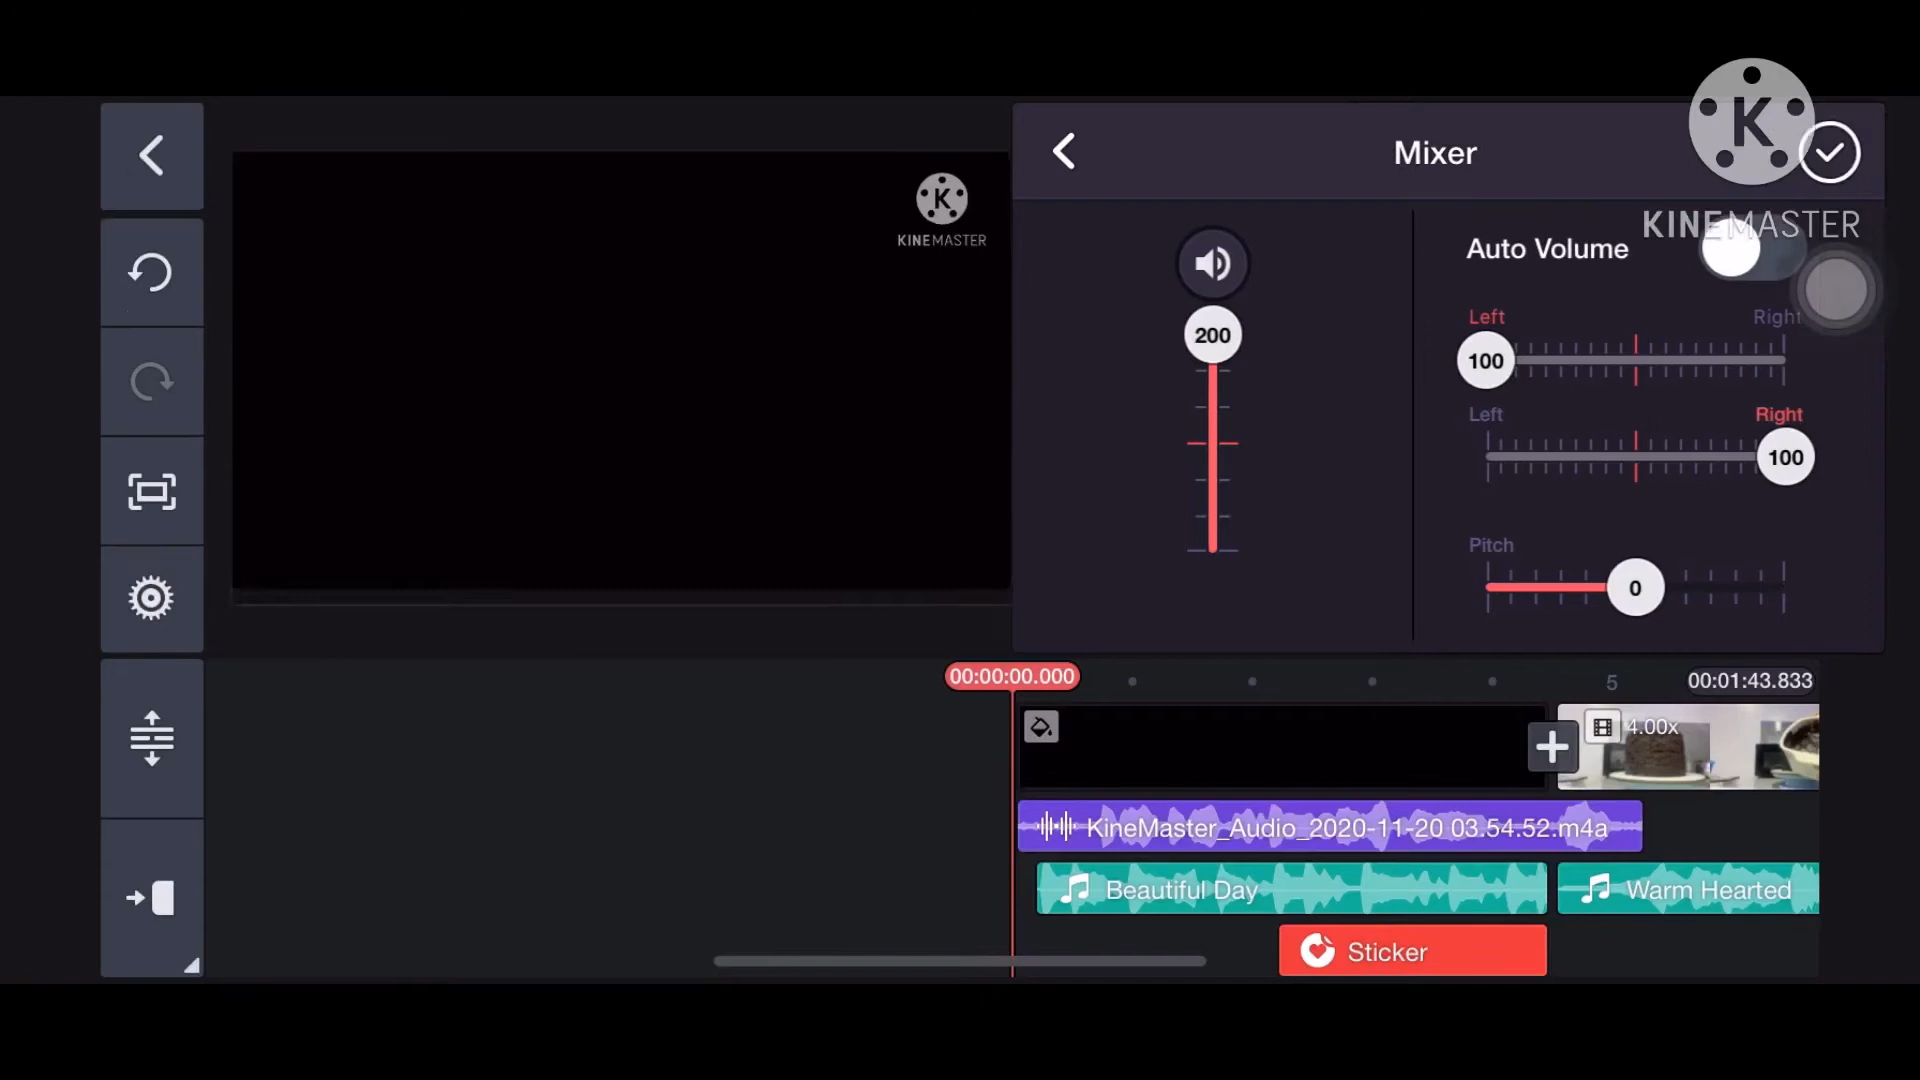 Mixer
K
KINEMASTER
K
KINEMASTER
Auto Volume
200
Left
Right
100
Left
Right
100
Pitch
0
00:00:00.000
5
00:01:43.833
4.00x
KineMaster_Audio_2020-11-20 03.54.52.m4a
Beautiful Day
Warm Hearted
Sticker